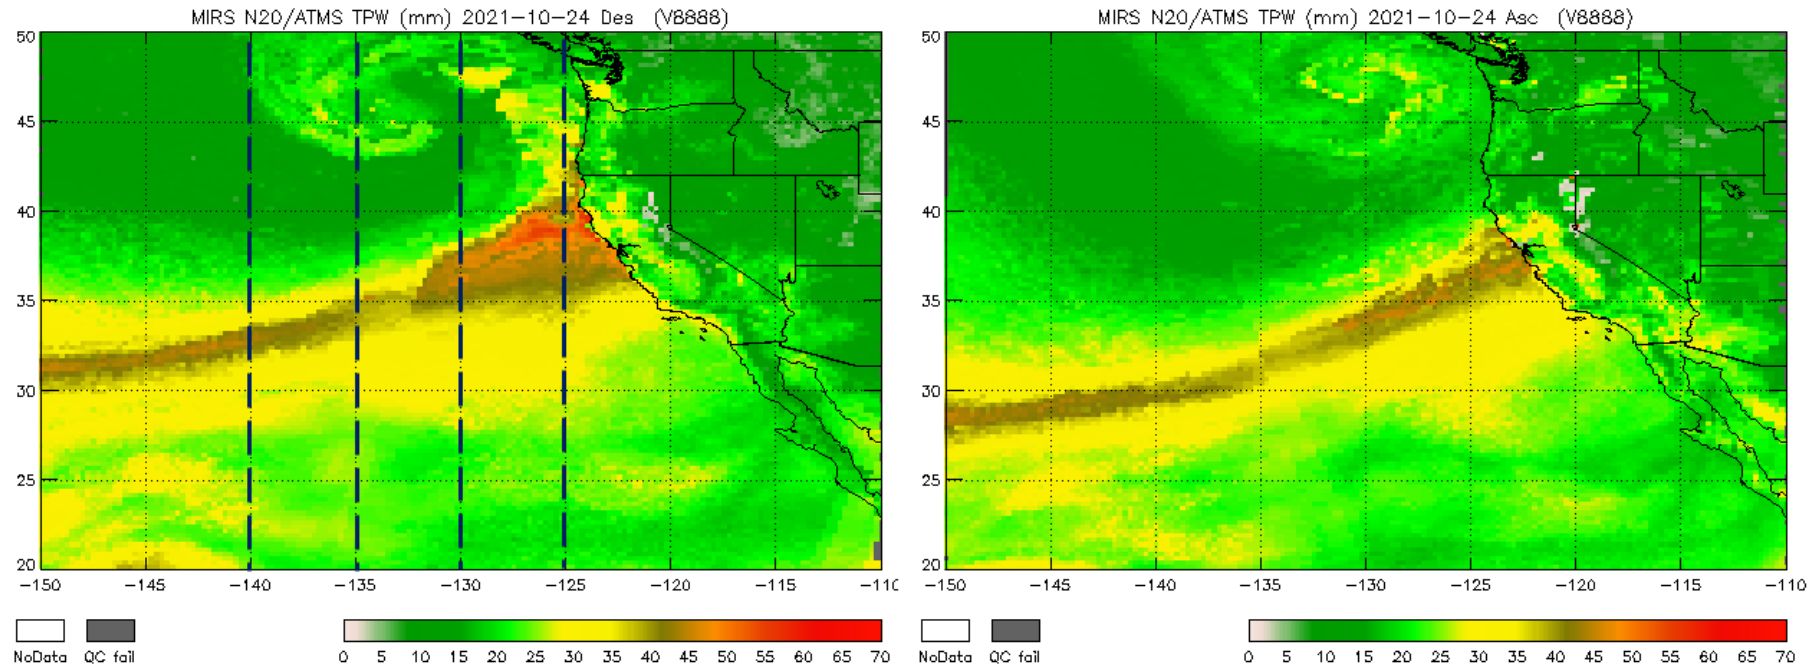 MIRS N20/ATMS TPW (mm) 2021-10-24 Des (V8888)
50
45
40
35
30
25
20
-150 -145 -140 -135 -130 -125 -120 -115 -110
NoData QC fail
0 5 10 15 20 25 30 35 40 45 50 55 60 65 70
MIRS N20/ATMS TPW (mm) 2021-10-24 Asc (V8888)
50
45
40
35
30
25
20
-150 -145 -140 -135 -130 -125 -120 -115 -110
NoData QC fail
0 5 10 15 20 25 30 35 40 45 50 55 60 65 70